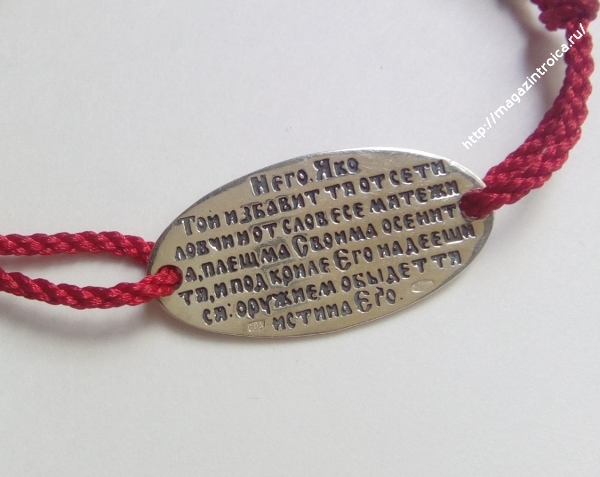 http://magazintroica.ru/
Него. Яко
Той избавит тя от сети
ловчи и от словесе мятежн
а, плещма Своима осенит
тя, и под криле Его надееши
ся: оружием обыдет тя
истина Его.